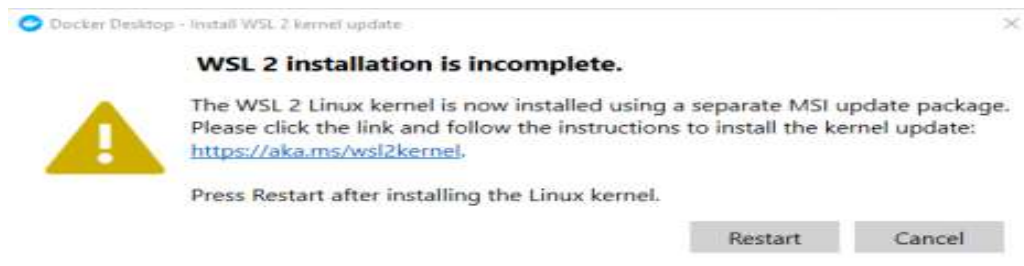 Docker Desktop - Install WSL 2 kernel update
WSL 2 installation is incomplete.
The WSL 2 Linux kernel is now installed using a separate MSI update package.
Please click the link and follow the instructions to install the kernel update:
https://aka.ms/wsl2kernel.
Press Restart after installing the Linux kernel.
Restart Cancel